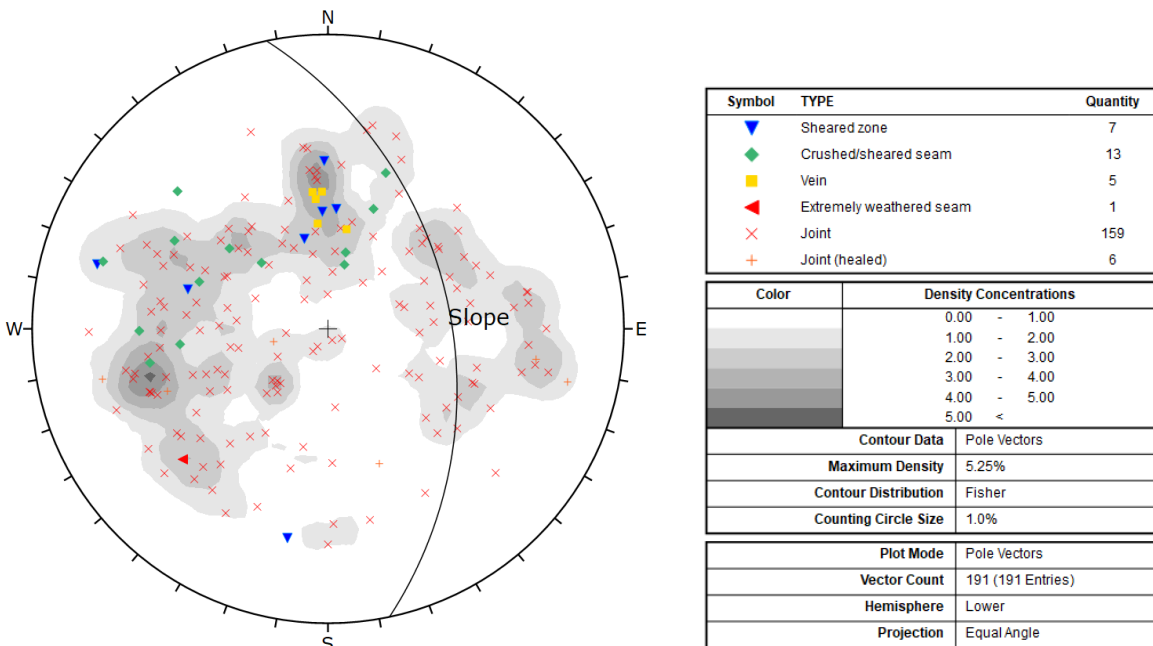 N
W
E
S
Slope
Symbol TYPE Quantity
Sheared zone 7
Crushed/sheared seam 13
Vein 5
Extremely weathered seam 1
Joint 159
Joint (healed) 6
Color Density Concentrations
0.00 - 1.00
1.00 - 2.00
2.00 - 3.00
3.00 - 4.00
4.00 - 5.00
5.00 <
Contour Data Pole Vectors
Maximum Density 5.25%
Contour Distribution Fisher
Counting Circle Size 1.0%
Plot Mode Pole Vectors
Vector Count 191 (191 Entries)
Hemisphere Lower
Projection Equal Angle